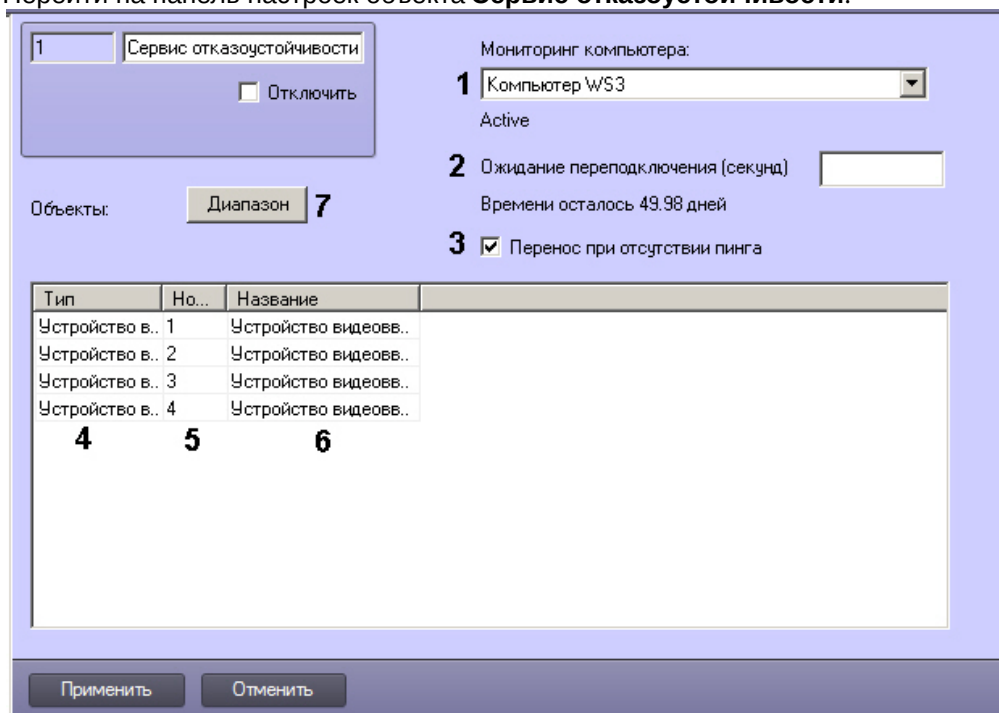 Перейти на панель настроек объекта Сервис отказоустойчивости.
1 Сервис отказоустойчивости
Отключить
Мониторинг компьютера:
1 Компьютер WS3
Active
2 Ожидание переподключения (секунд)
Времени осталось 49.98 дней
3 Перенос при отсутствии пинга
Объекты: Диапазон 7
Тип Но... Название
Устройство в.. 1 Устройство видеовв..
Устройство в.. 2 Устройство видеовв..
Устройство в.. 3 Устройство видеовв..
Устройство в.. 4 Устройство видеовв..
4 5 6
Применить Отменить